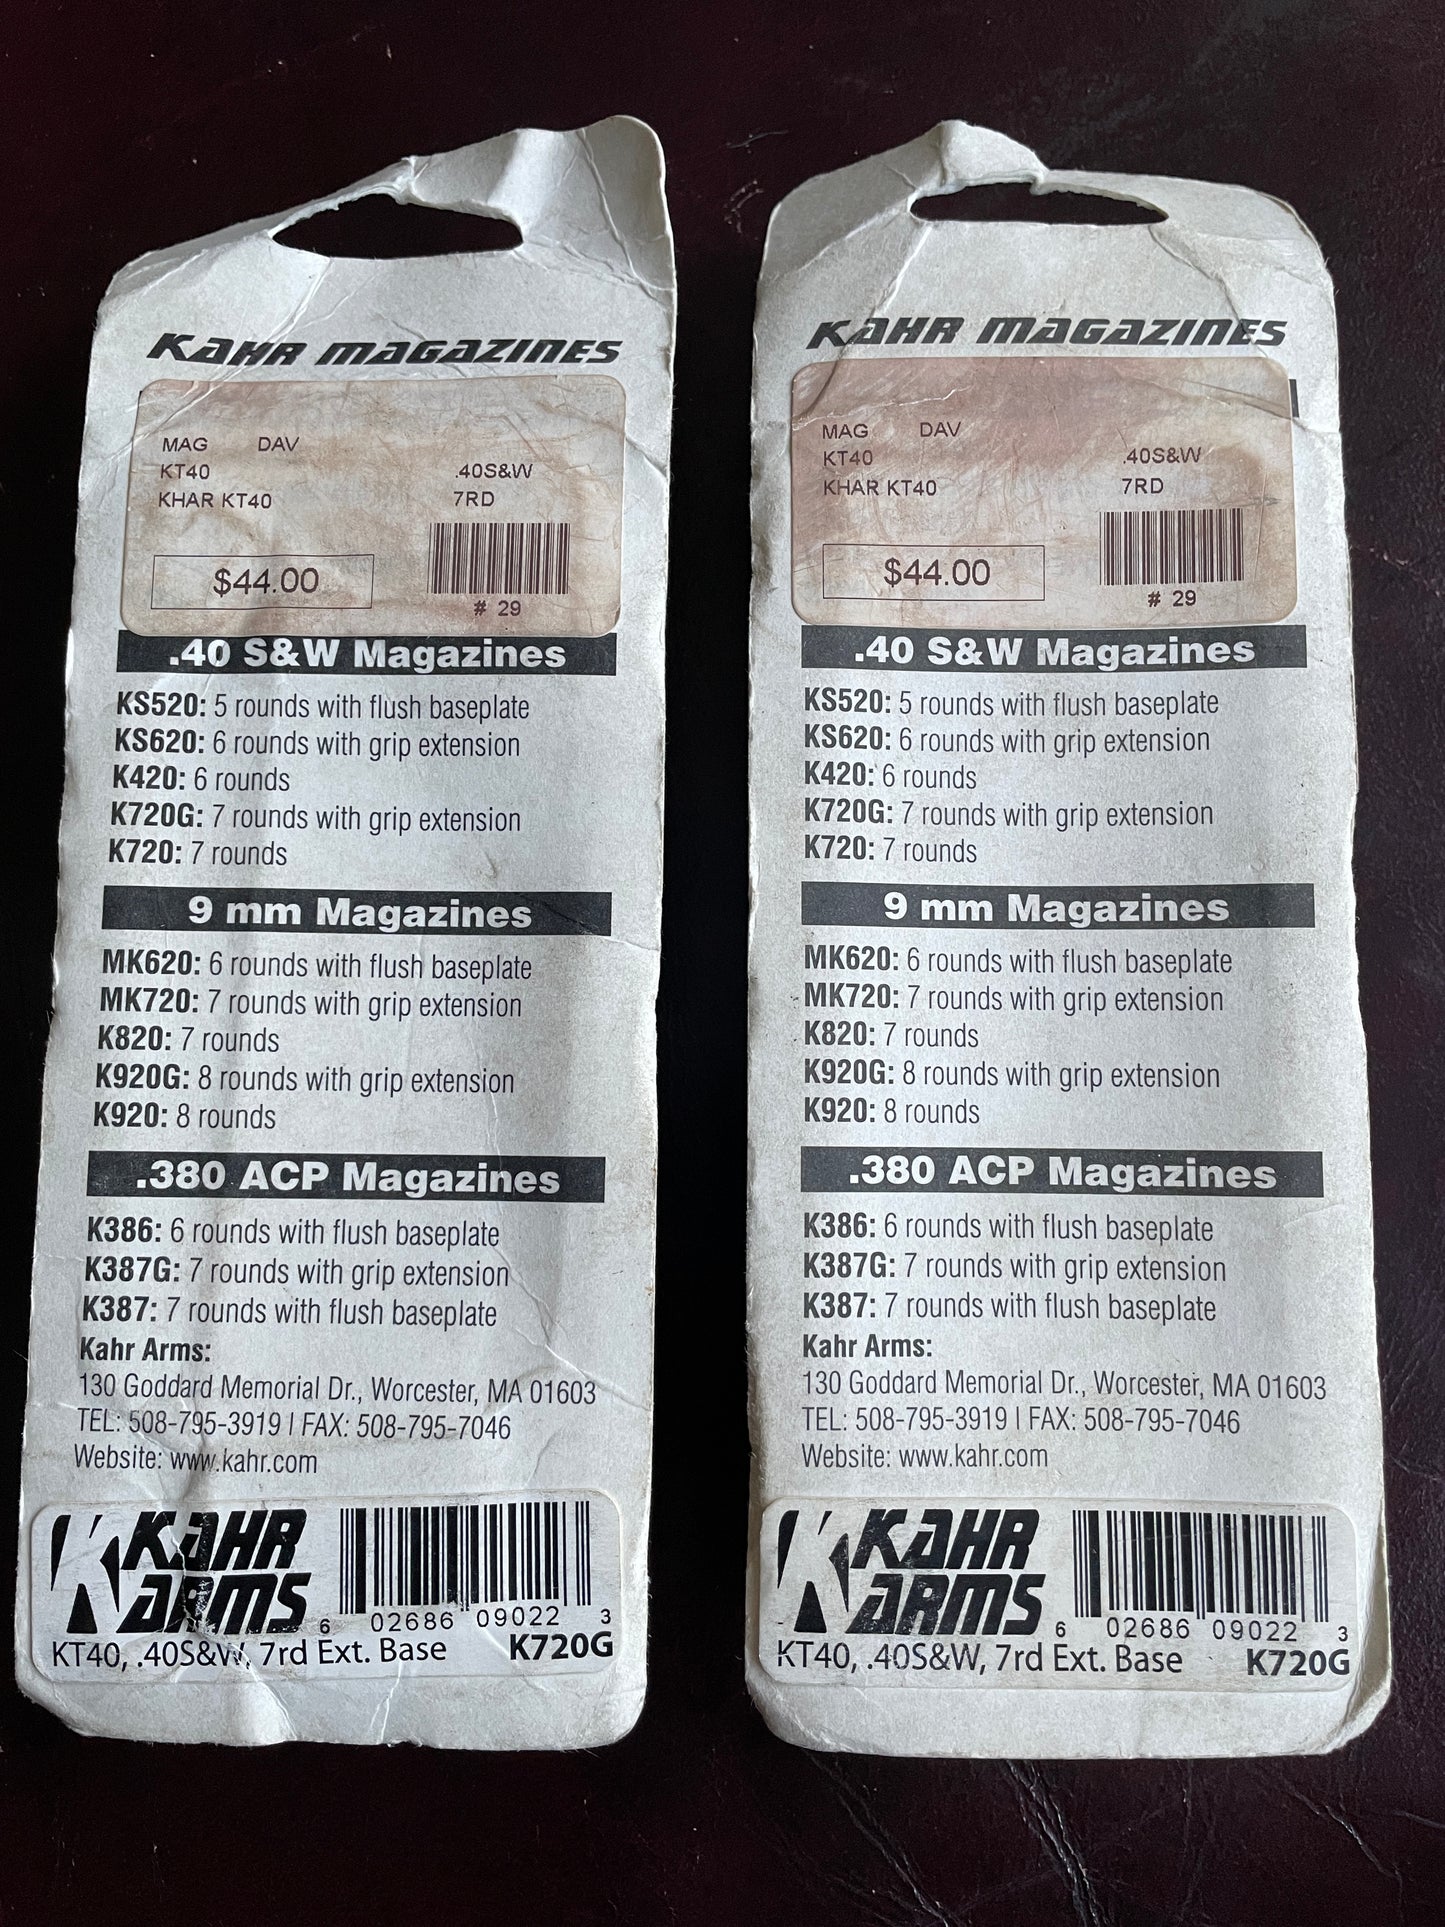 KAHR MAGAZINES
MAG DAV
KT40 .40S&W
KHAR KT40 7RD
$44.00
# 29
.40 S&W Magazines
KS520: 5 rounds with flush baseplate
KS620: 6 rounds with grip extension
K420: 6 rounds
K720G: 7 rounds with grip extension
K720: 7 rounds
9 mm Magazines
MK620: 6 rounds with flush baseplate
MK720: 7 rounds with grip extension
K820: 7 rounds
K920G: 8 rounds with grip extension
K920: 8 rounds
.380 ACP Magazines
K386: 6 rounds with flush baseplate
K387G: 7 rounds with grip extension
K387: 7 rounds with flush baseplate
Kahr Arms:
130 Goddard Memorial Dr., Worcester, MA 01603
TEL: 508-795-3919 | FAX: 508-795-7046
Website: www.kahr.com
K KAHR
ARMS
6 02686 09022 3
KT40, .40S&W, 7rd Ext. Base K720G
KAHR MAGAZINES
MAG DAV
KT40 .40S&W
KHAR KT40 7RD
$44.00
# 29
.40 S&W Magazines
KS520: 5 rounds with flush baseplate
KS620: 6 rounds with grip extension
K420: 6 rounds
K720G: 7 rounds with grip extension
K720: 7 rounds
9 mm Magazines
MK620: 6 rounds with flush baseplate
MK720: 7 rounds with grip extension
K820: 7 rounds
K920G: 8 rounds with grip extension
K920: 8 rounds
.380 ACP Magazines
K386: 6 rounds with flush baseplate
K387G: 7 rounds with grip extension
K387: 7 rounds with flush baseplate
Kahr Arms:
130 Goddard Memorial Dr., Worcester, MA 01603
TEL: 508-795-3919 | FAX: 508-795-7046
Website: www.kahr.com
K KAHR
ARMS
6 02686 09022 3
KT40, .40S&W, 7rd Ext. Base K720G